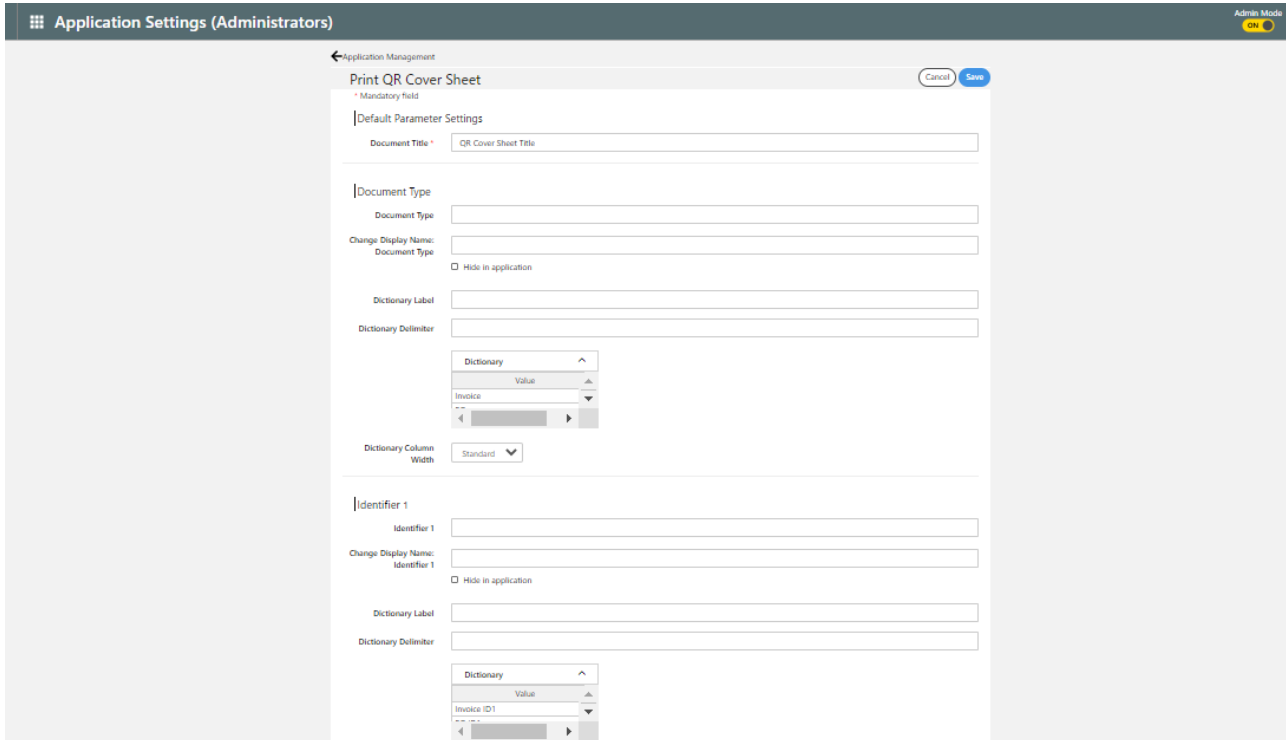 Application Settings (Administrators)
Admin Mode
ON
Application Management
Print QR Cover Sheet
Cancel
Save
* Mandatory field
Default Parameter Settings
Document Title *
QR Cover Sheet Title
Document Type
Document Type
Change Display Name:
Document Type
Hide in application
Dictionary Label
Dictionary Delimiter
Dictionary
Value
Invoice
Dictionary Column
Width
Standard
Identifier 1
Identifier 1
Change Display Name:
Identifier 1
Hide in application
Dictionary Label
Dictionary Delimiter
Dictionary
Value
Invoice ID1